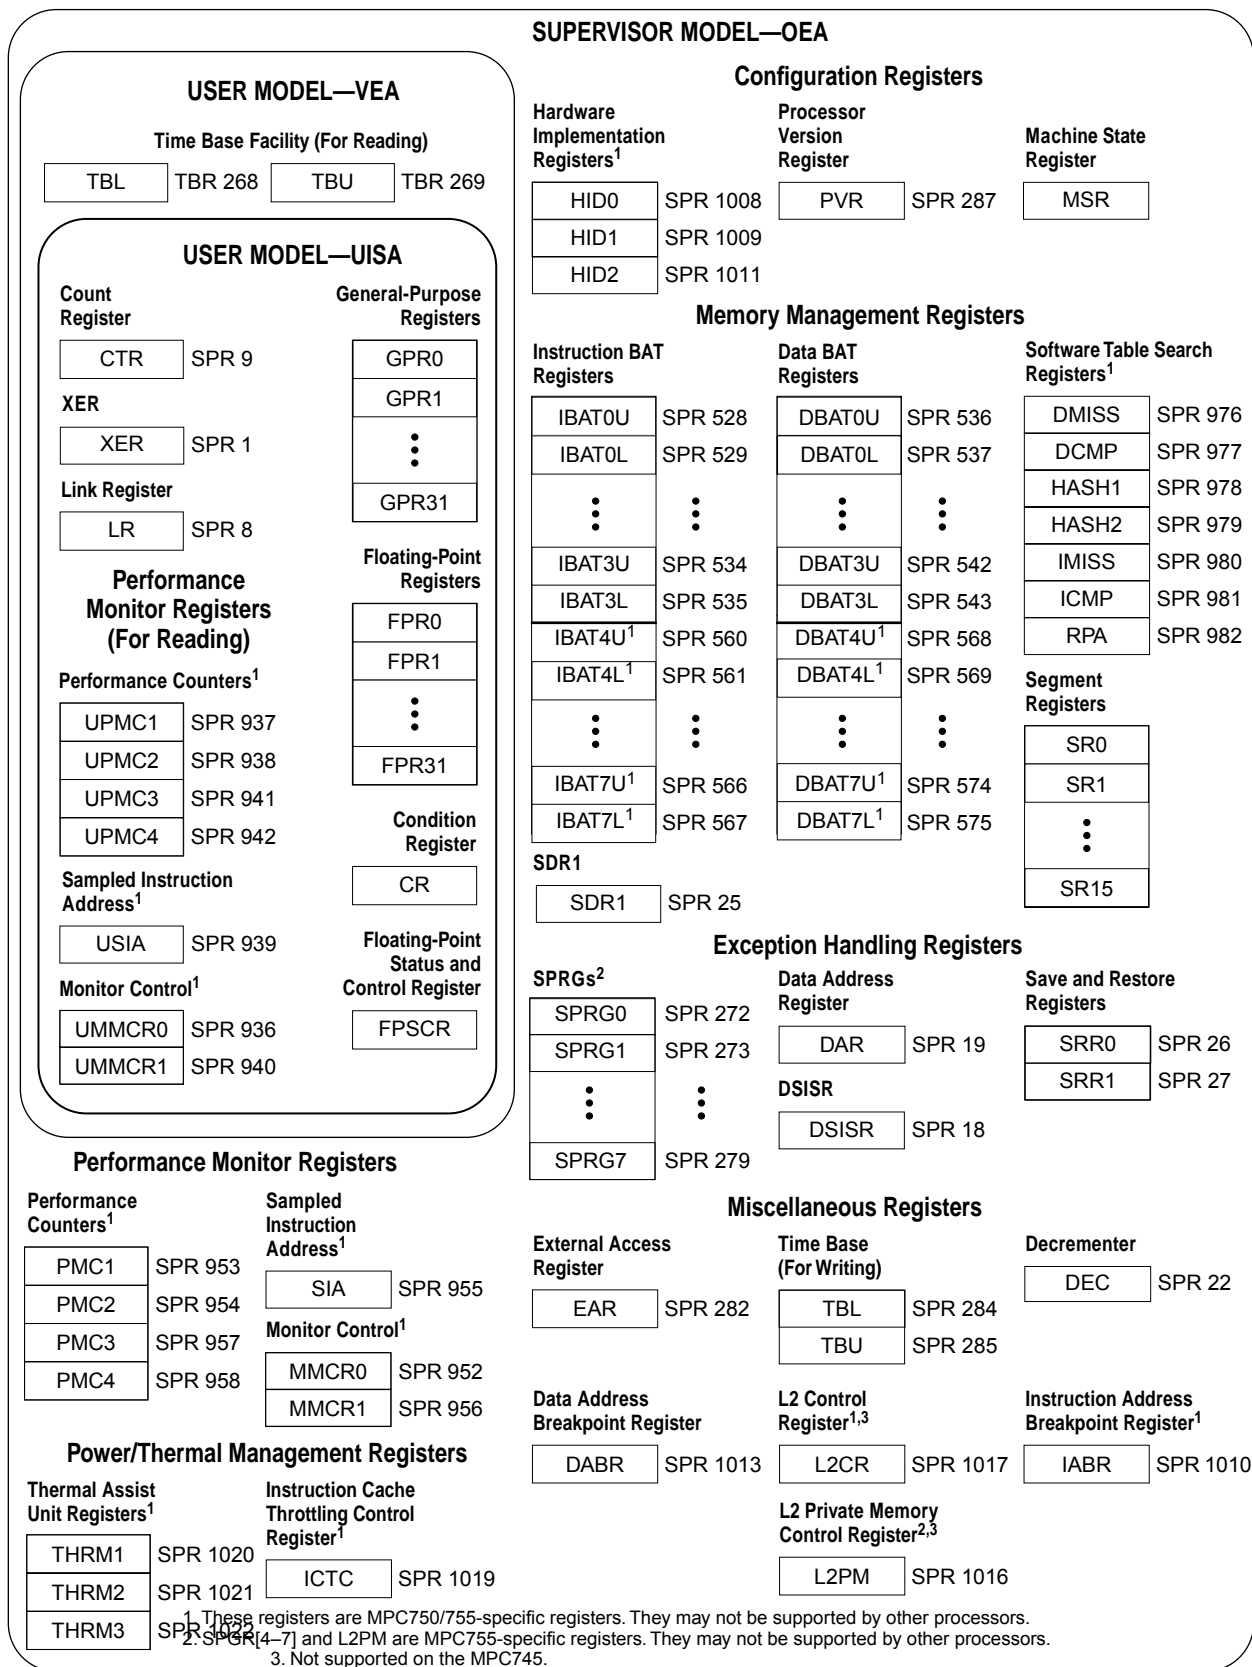 SUPERVISOR MODEL—OEA
USER MODEL—VEA
Time Base Facility (For Reading)
TBL TBR 268 TBU TBR 269
USER MODEL—UISA
Count
Register
CTR SPR 9
XER
XER SPR 1
Link Register
LR SPR 8
Performance
Monitor Registers
(For Reading)
Performance Counters1
UPMC1 SPR 937
UPMC2 SPR 938
UPMC3 SPR 941
UPMC4 SPR 942
Sampled Instruction
Address1
USIA SPR 939
Monitor Control1
UMMCR0 SPR 936
UMMCR1 SPR 940
General-Purpose
Registers
GPR0
GPR1
GPR31
Floating-Point
Registers
FPR0
FPR1
FPR31
Condition
Register
CR
Floating-Point
Status and
Control Register
FPSCR
Configuration Registers
Hardware
Implementation
Registers1
HID0 SPR 1008
HID1 SPR 1009
HID2 SPR 1011
Processor
Version
Register
PVR SPR 287
Machine State
Register
MSR
Memory Management Registers
Instruction BAT
Registers
IBAT0U SPR 528
IBAT0L SPR 529
IBAT3U SPR 534
IBAT3L SPR 535
IBAT4U1 SPR 560
IBAT4L1 SPR 561
IBAT7U1 SPR 566
IBAT7L1 SPR 567
Data BAT
Registers
DBAT0U SPR 536
DBAT0L SPR 537
DBAT3U SPR 542
DBAT3L SPR 543
DBAT4U1 SPR 568
DBAT4L1 SPR 569
DBAT7U1 SPR 574
DBAT7L1 SPR 575
Software Table Search
Registers1
DMISS SPR 976
DCMP SPR 977
HASH1 SPR 978
HASH2 SPR 979
IMISS SPR 980
ICMP SPR 981
RPA SPR 982
Segment
Registers
SR0
SR1
SR15
SDR1
SDR1 SPR 25
Exception Handling Registers
SPRGs2
SPRG0 SPR 272
SPRG1 SPR 273
SPRG7 SPR 279
Data Address
Register
DAR SPR 19
DSISR
DSISR SPR 18
Save and Restore
Registers
SRR0 SPR 26
SRR1 SPR 27
Performance Monitor Registers
Performance
Counters1
PMC1 SPR 953
PMC2 SPR 954
PMC3 SPR 957
PMC4 SPR 958
Sampled
Instruction
Address1
SIA SPR 955
Monitor Control1
MMCR0 SPR 952
MMCR1 SPR 956
Miscellaneous Registers
External Access
Register
EAR SPR 282
Time Base
(For Writing)
TBL SPR 284
TBU SPR 285
Decrementer
DEC SPR 22
Data Address
Breakpoint Register
DABR SPR 1013
L2 Control
Register1,3
L2CR SPR 1017
Instruction Address
Breakpoint Register1
IABR SPR 1010
L2 Private Memory
Control Register2,3
L2PM SPR 1016
Power/Thermal Management Registers
Thermal Assist
Unit Registers1
THRM1 SPR 1020
THRM2 SPR 1021
THRM3 SPR 1022
Instruction Cache
Throttling Control
Register1
ICTC SPR 1019
1. These registers are MPC750/755-specific registers. They may not be supported by other processors.
2. SPGR[4–7] and L2PM are MPC755-specific registers. They may not be supported by other processors.
3. Not supported on the MPC745.